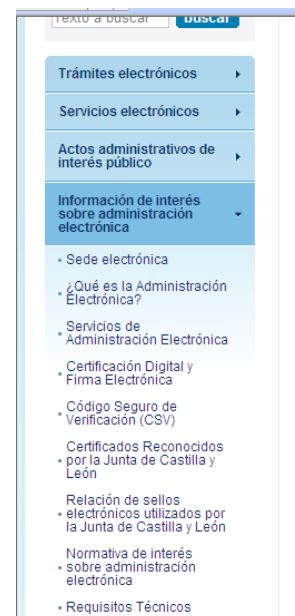 Texto a buscar buscar
Trámites electrónicos
Servicios electrónicos
Actos administrativos de
interés público
Información de interés
sobre administración
electrónica
Sede electrónica
¿Qué es la Administración
Electrónica?
Servicios de
Administración Electrónica
Certificación Digital y
Firma Electrónica
Código Seguro de
Verificación (CSV)
Certificados Reconocidos
por la Junta de Castilla y
León
Relación de sellos
electrónicos utilizados por
la Junta de Castilla y León
Normativa de interés
sobre administración
electrónica
Requisitos Técnicos